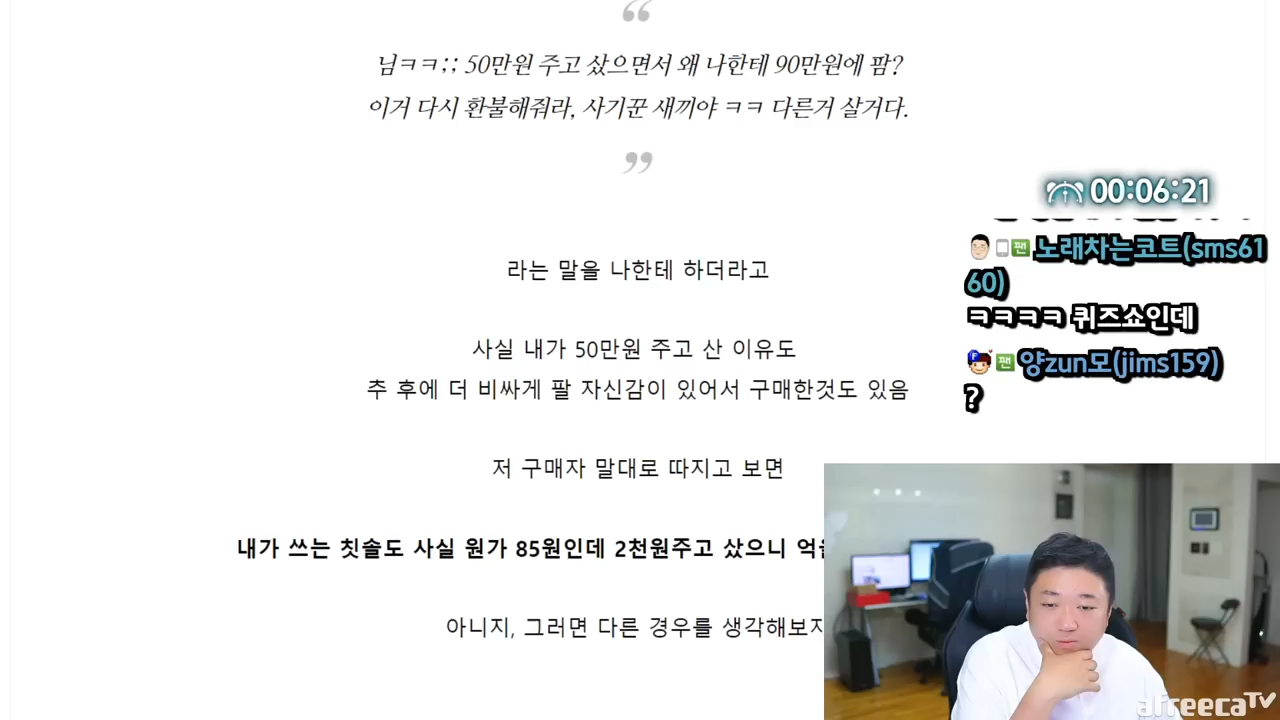 “
님ㅋㅋ;; 50만원 주고 샀으면서 왜 나한테 90만원에 팜?
이거 다시 환불해줘라, 사기꾼 새끼야 ㅋㅋ 다른거 살거다.
”
라는 말을 나한테 하더라고
사실 내가 50만원 주고 산 이유도
추 후에 더 비싸게 팔 자신감이 있어서 구매한것도 있음
저 구매자 말대로 따지고 보면
내가 쓰는 칫솔도 사실 원가 85원인데 2천원주고 샀으니
아니지, 그러면 다른 경우를 생각해보자
00:06:21
팬 노래차는코트(sms61
60)
ㅋㅋㅋㅋ 퀴즈쇼인데
F 팬 양zun모(jims159)
?
afreecaTV